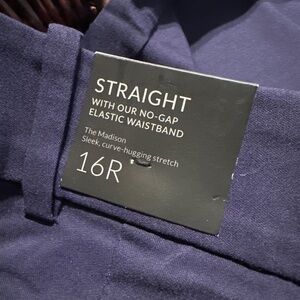 STRAIGHT
WITH OUR NO-GAP
ELASTIC WAISTBAND
The Madison
Sleek, curve-hugging stretch
16R